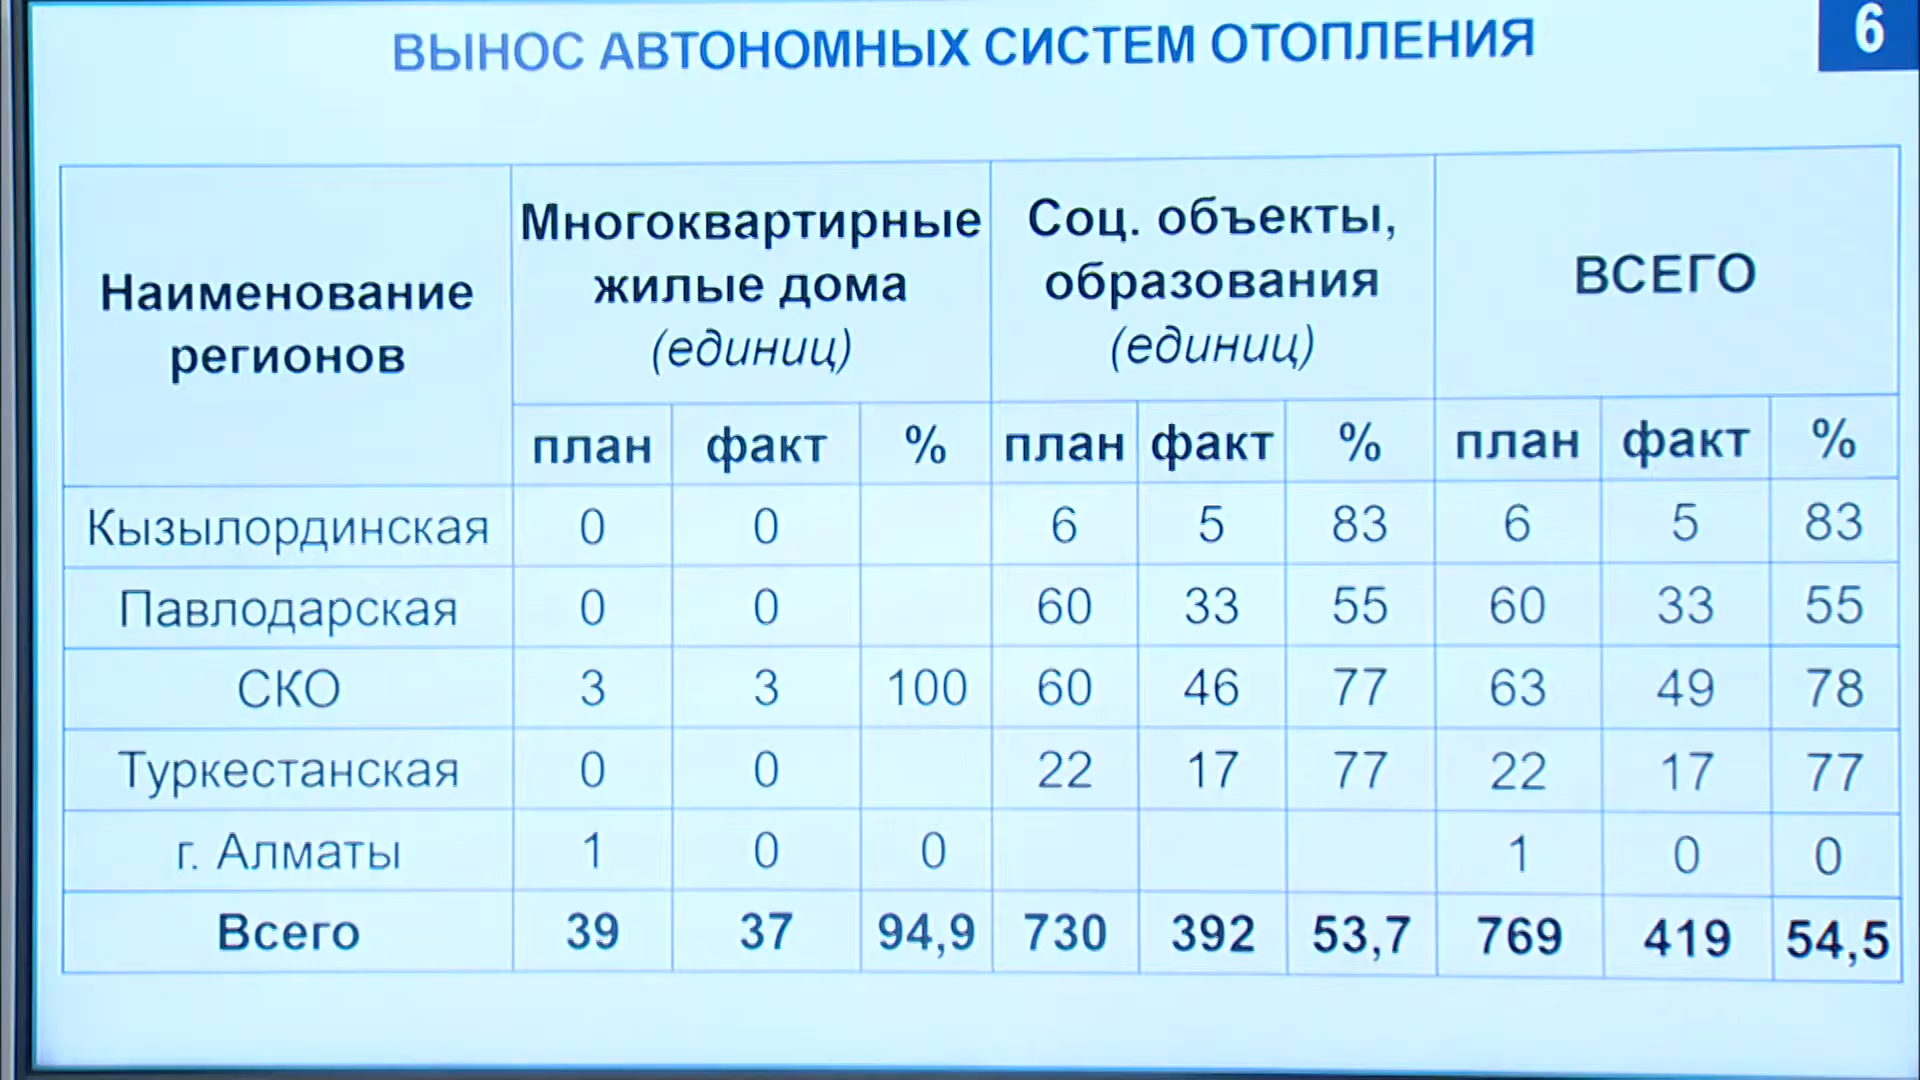 ВЫНОС АВТОНОМНЫХ СИСТЕМ ОТОПЛЕНИЯ
6
Наименование регионов
Многоквартирные жилые дома (единиц)
Соц. объекты, образования (единиц)
ВСЕГО
план факт % план факт % план факт %
Кызылординская 0 0 6 5 83 6 5 83
Павлодарская 0 0 60 33 55 60 33 55
СКО 3 3 100 60 46 77 63 49 78
Туркестанская 0 0 22 17 77 22 17 77
г. Алматы 1 0 0 1 0 0
Всего 39 37 94,9 730 392 53,7 769 419 54,5